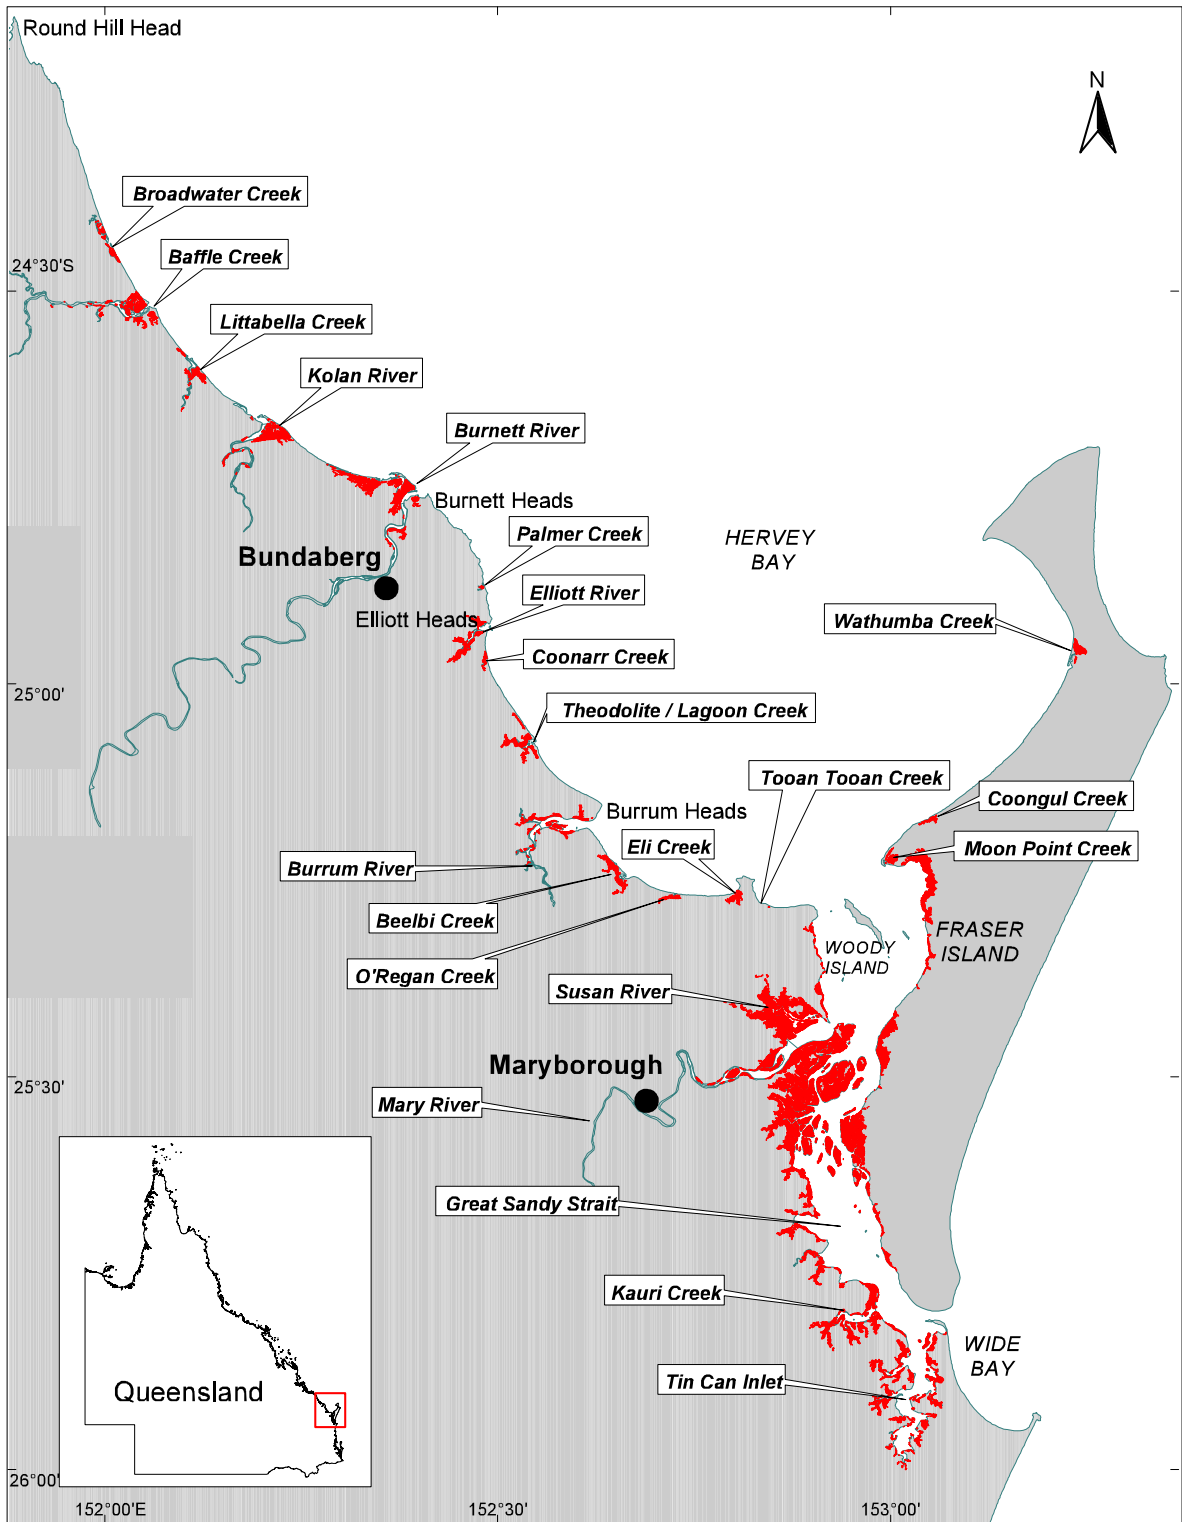 Round Hill Head
N
Broadwater Creek
24°30'S
Baffle Creek
Littabella Creek
Kolan River
Burnett River
Burnett Heads
Palmer Creek
HERVEY
BAY
Bundaberg
Elliott River
Elliott Heads
Wathumba Creek
Coonarr Creek
25°00'
Theodolite / Lagoon Creek
Tooan Tooan Creek
Coongul Creek
Burrum Heads
Eli Creek
Moon Point Creek
Burrum River
Beelbi Creek
FRASER
ISLAND
WOODY
ISLAND
O'Regan Creek
Susan River
Maryborough
25°30'
Mary River
Great Sandy Strait
Kauri Creek
WIDE
BAY
Tin Can Inlet
Queensland
26°00'
152°00'E
152°30'
153°00'